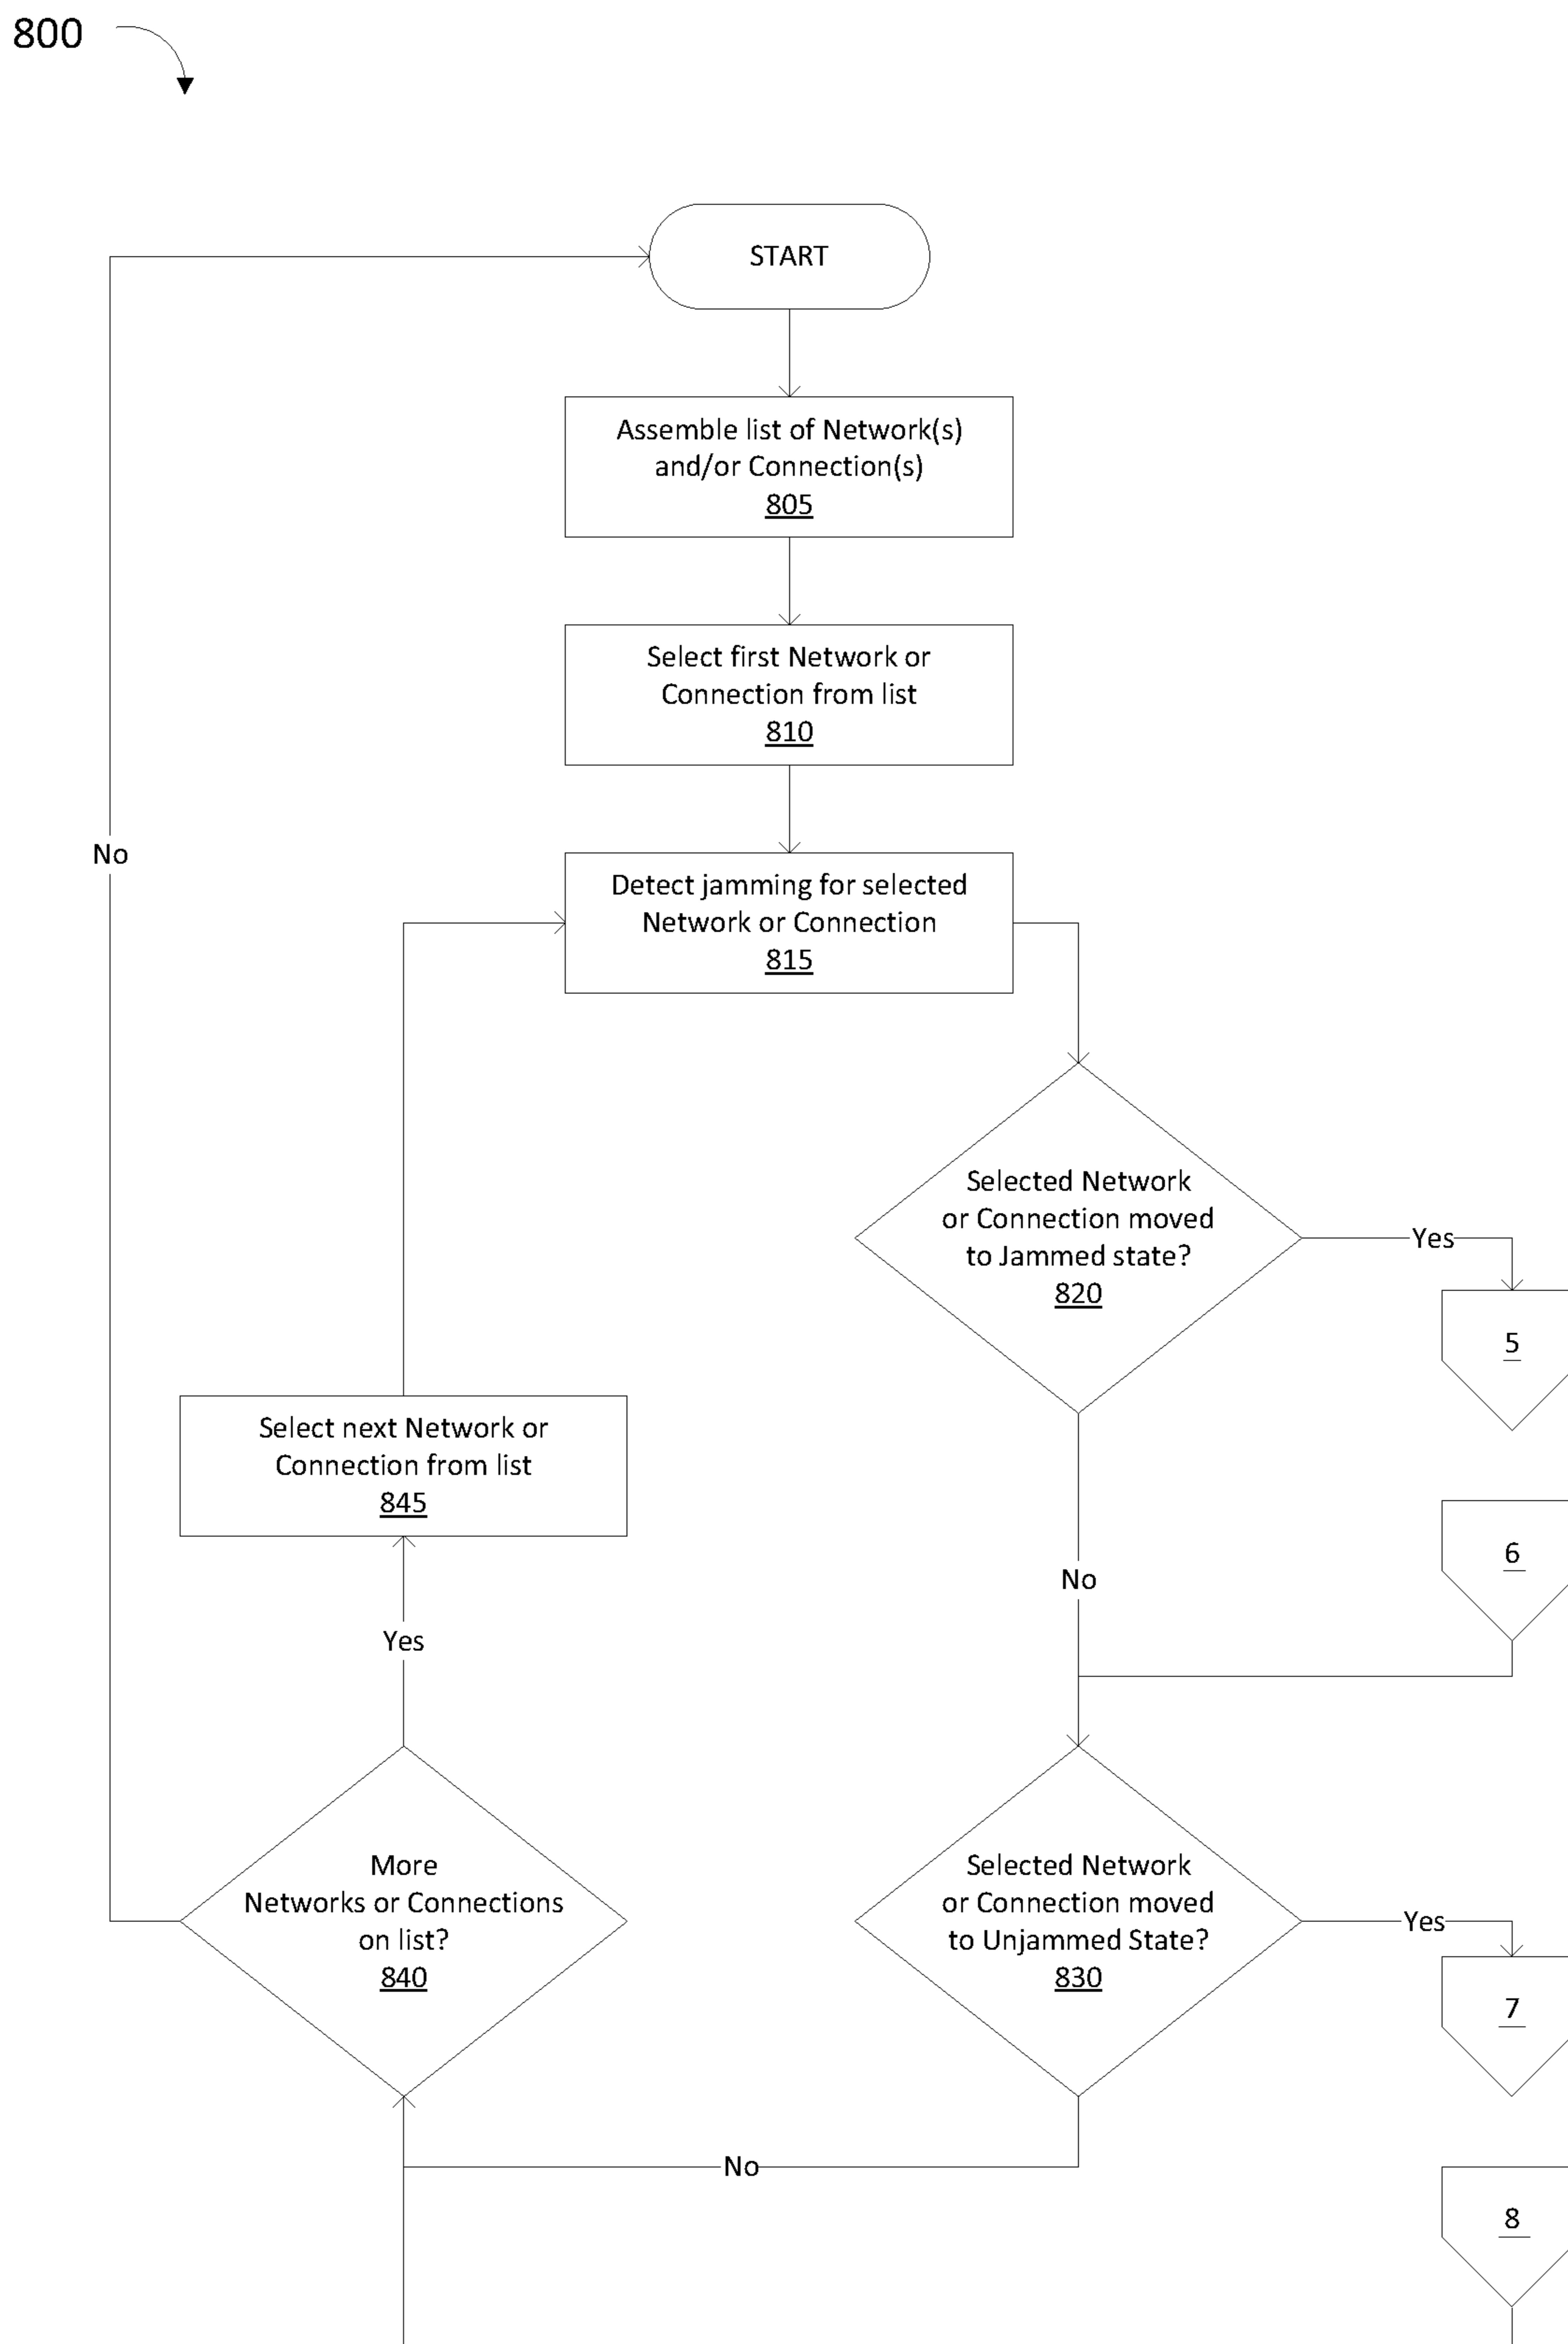 800
START
Assemble list of Network(s)
and/or Connection(s)
805
Select first Network or
Connection from list
810
No
Detect jamming for selected
Network or Connection
815
Selected Network
or Connection moved
to Jammed state?
820
Yes
5
Select next Network or
Connection from list
845
6
No
Yes
More
Networks or Connections
on list?
840
Selected Network
or Connection moved
to Unjammed State?
830
Yes
7
No
8